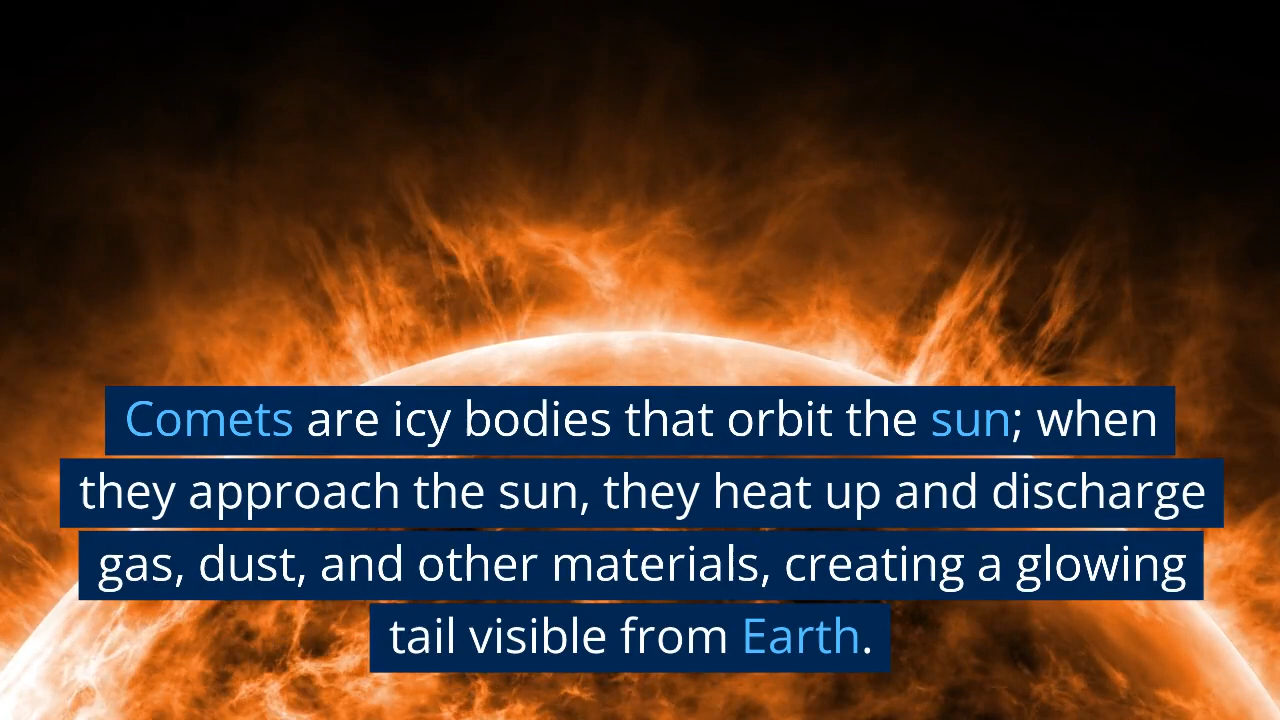 Comets are icy bodies that orbit the sun; when
they approach the sun, they heat up and discharge
gas, dust, and other materials, creating a glowing
tail visible from Earth.